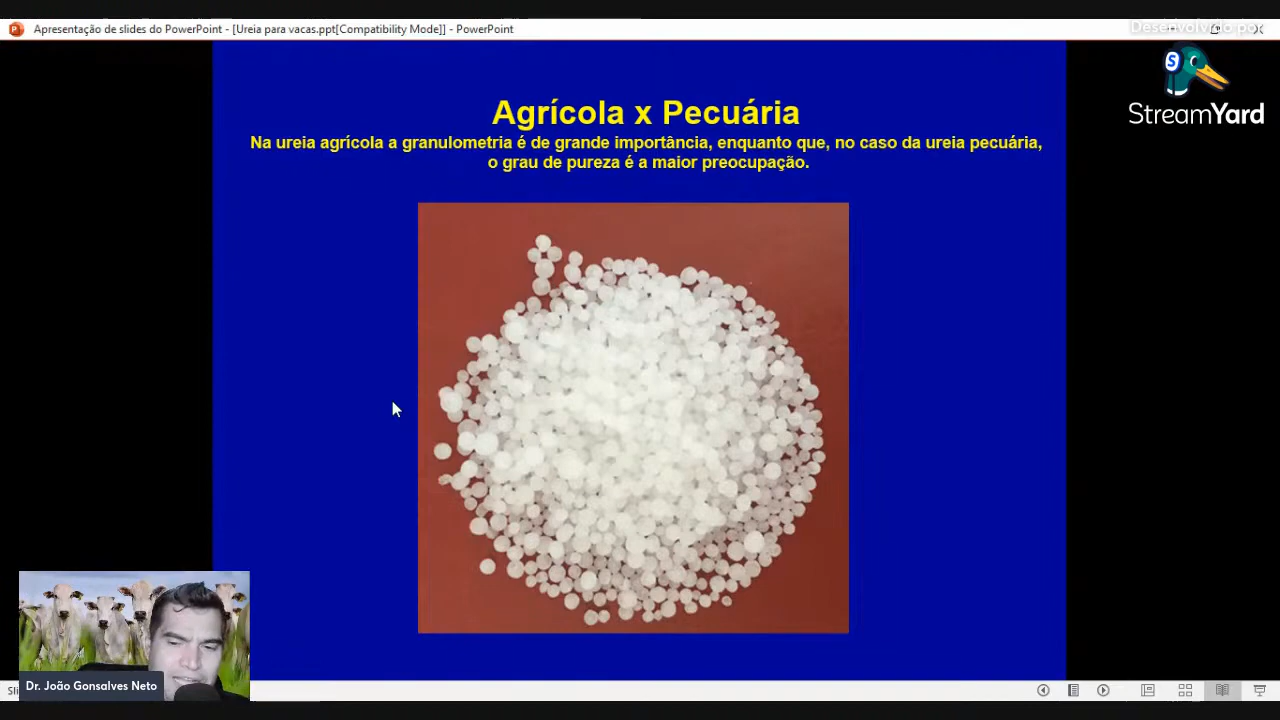 Apresentação de slides do PowerPoint - [Ureia para vacas.ppt[Compatibility Mode]] - PowerPoint
Desenvolvido por
StreamYard
Agrícola x Pecuária
Na ureia agrícola a granulometria é de grande importância, enquanto que, no caso da ureia pecuária,
o grau de pureza é a maior preocupação.
Dr. João Gonsalves Neto